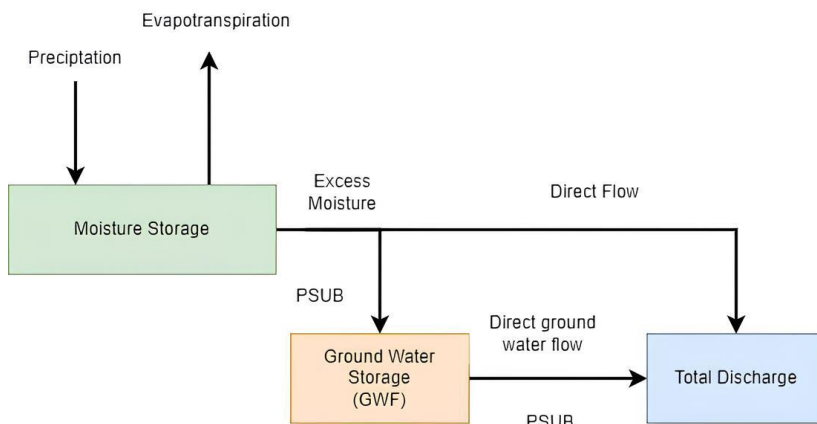 Evapotranspiration
Preciptation
Moisture Storage
Excess
Moisture
Direct Flow
PSUB
Direct ground
water flow
Ground Water
Storage
(GWF)
Total Discharge
PSUB